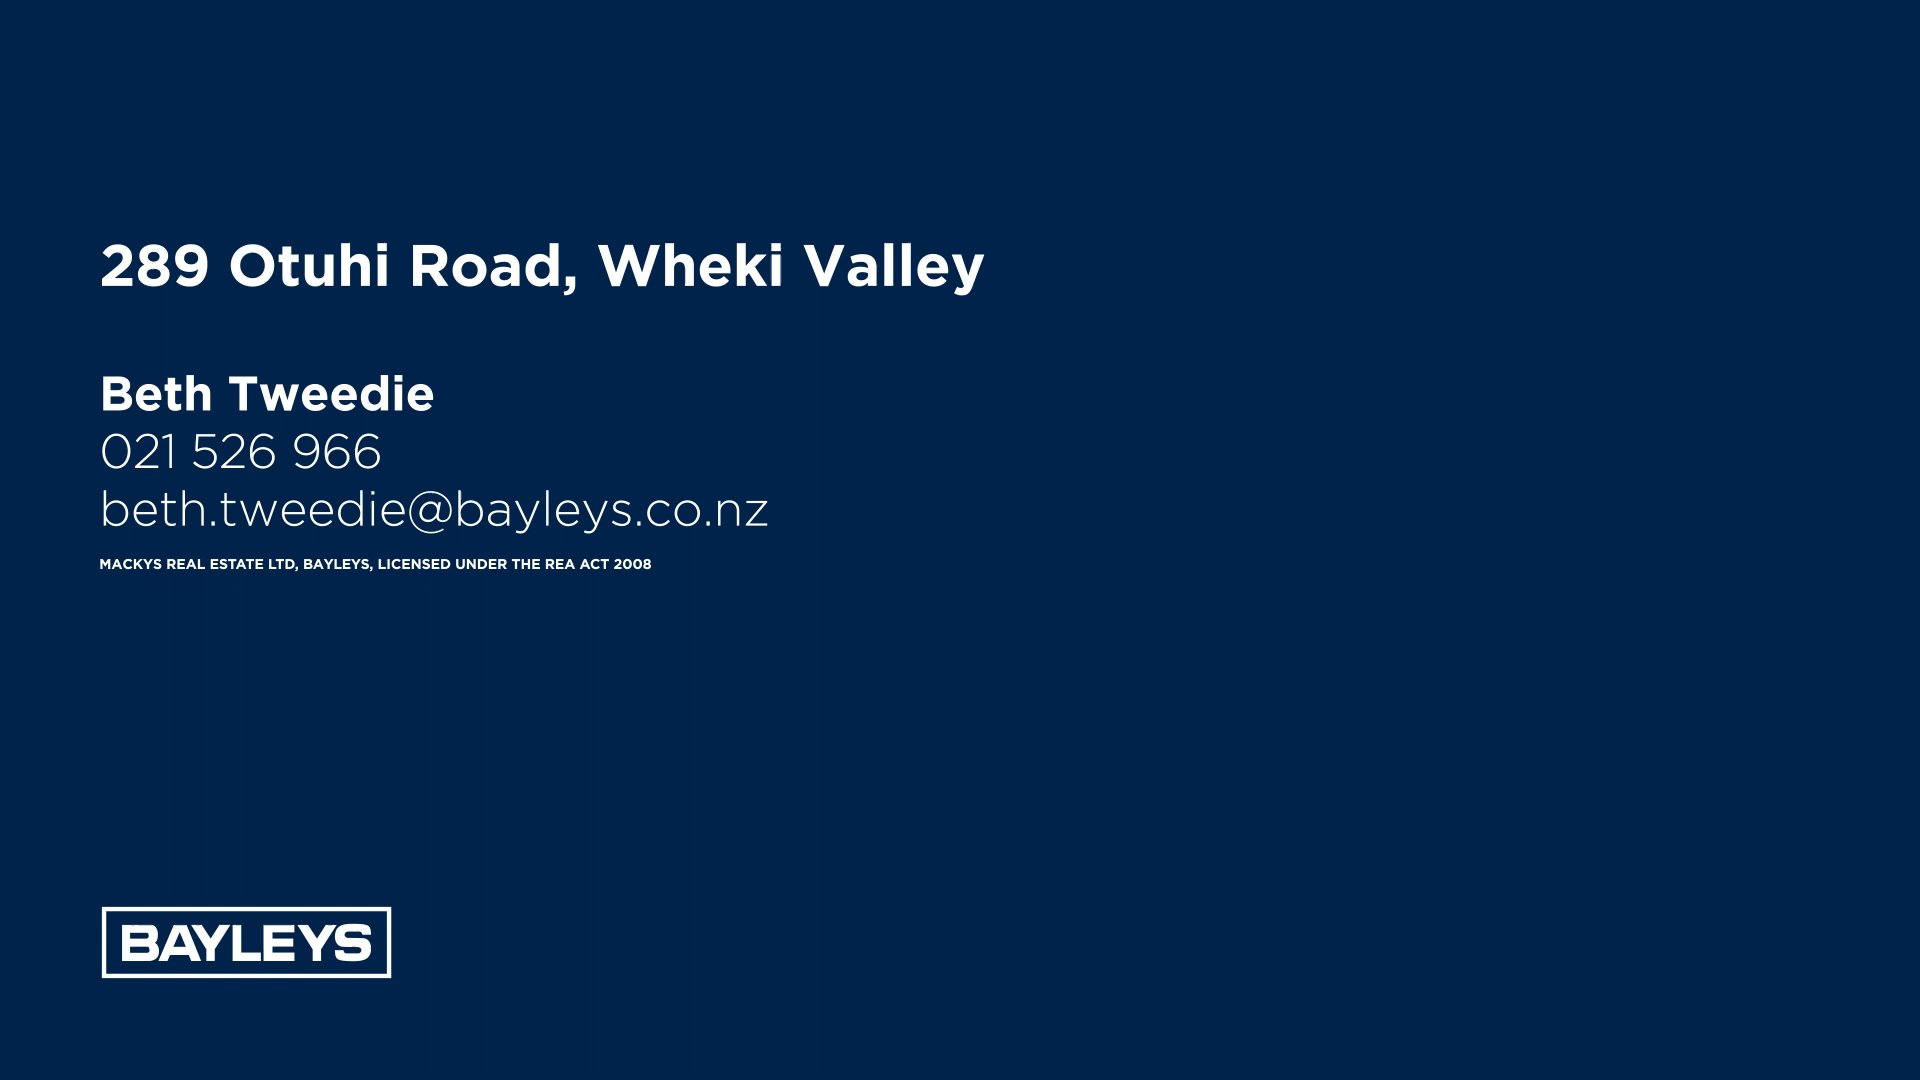 289 Otuhi Road, Wheki Valley
Beth Tweedie
021 526 966
beth.tweedie@bayleys.co.nz
MACKYS REAL ESTATE LTD, BAYLEYS, LICENSED UNDER THE REA ACT 2008
BAYLEYS